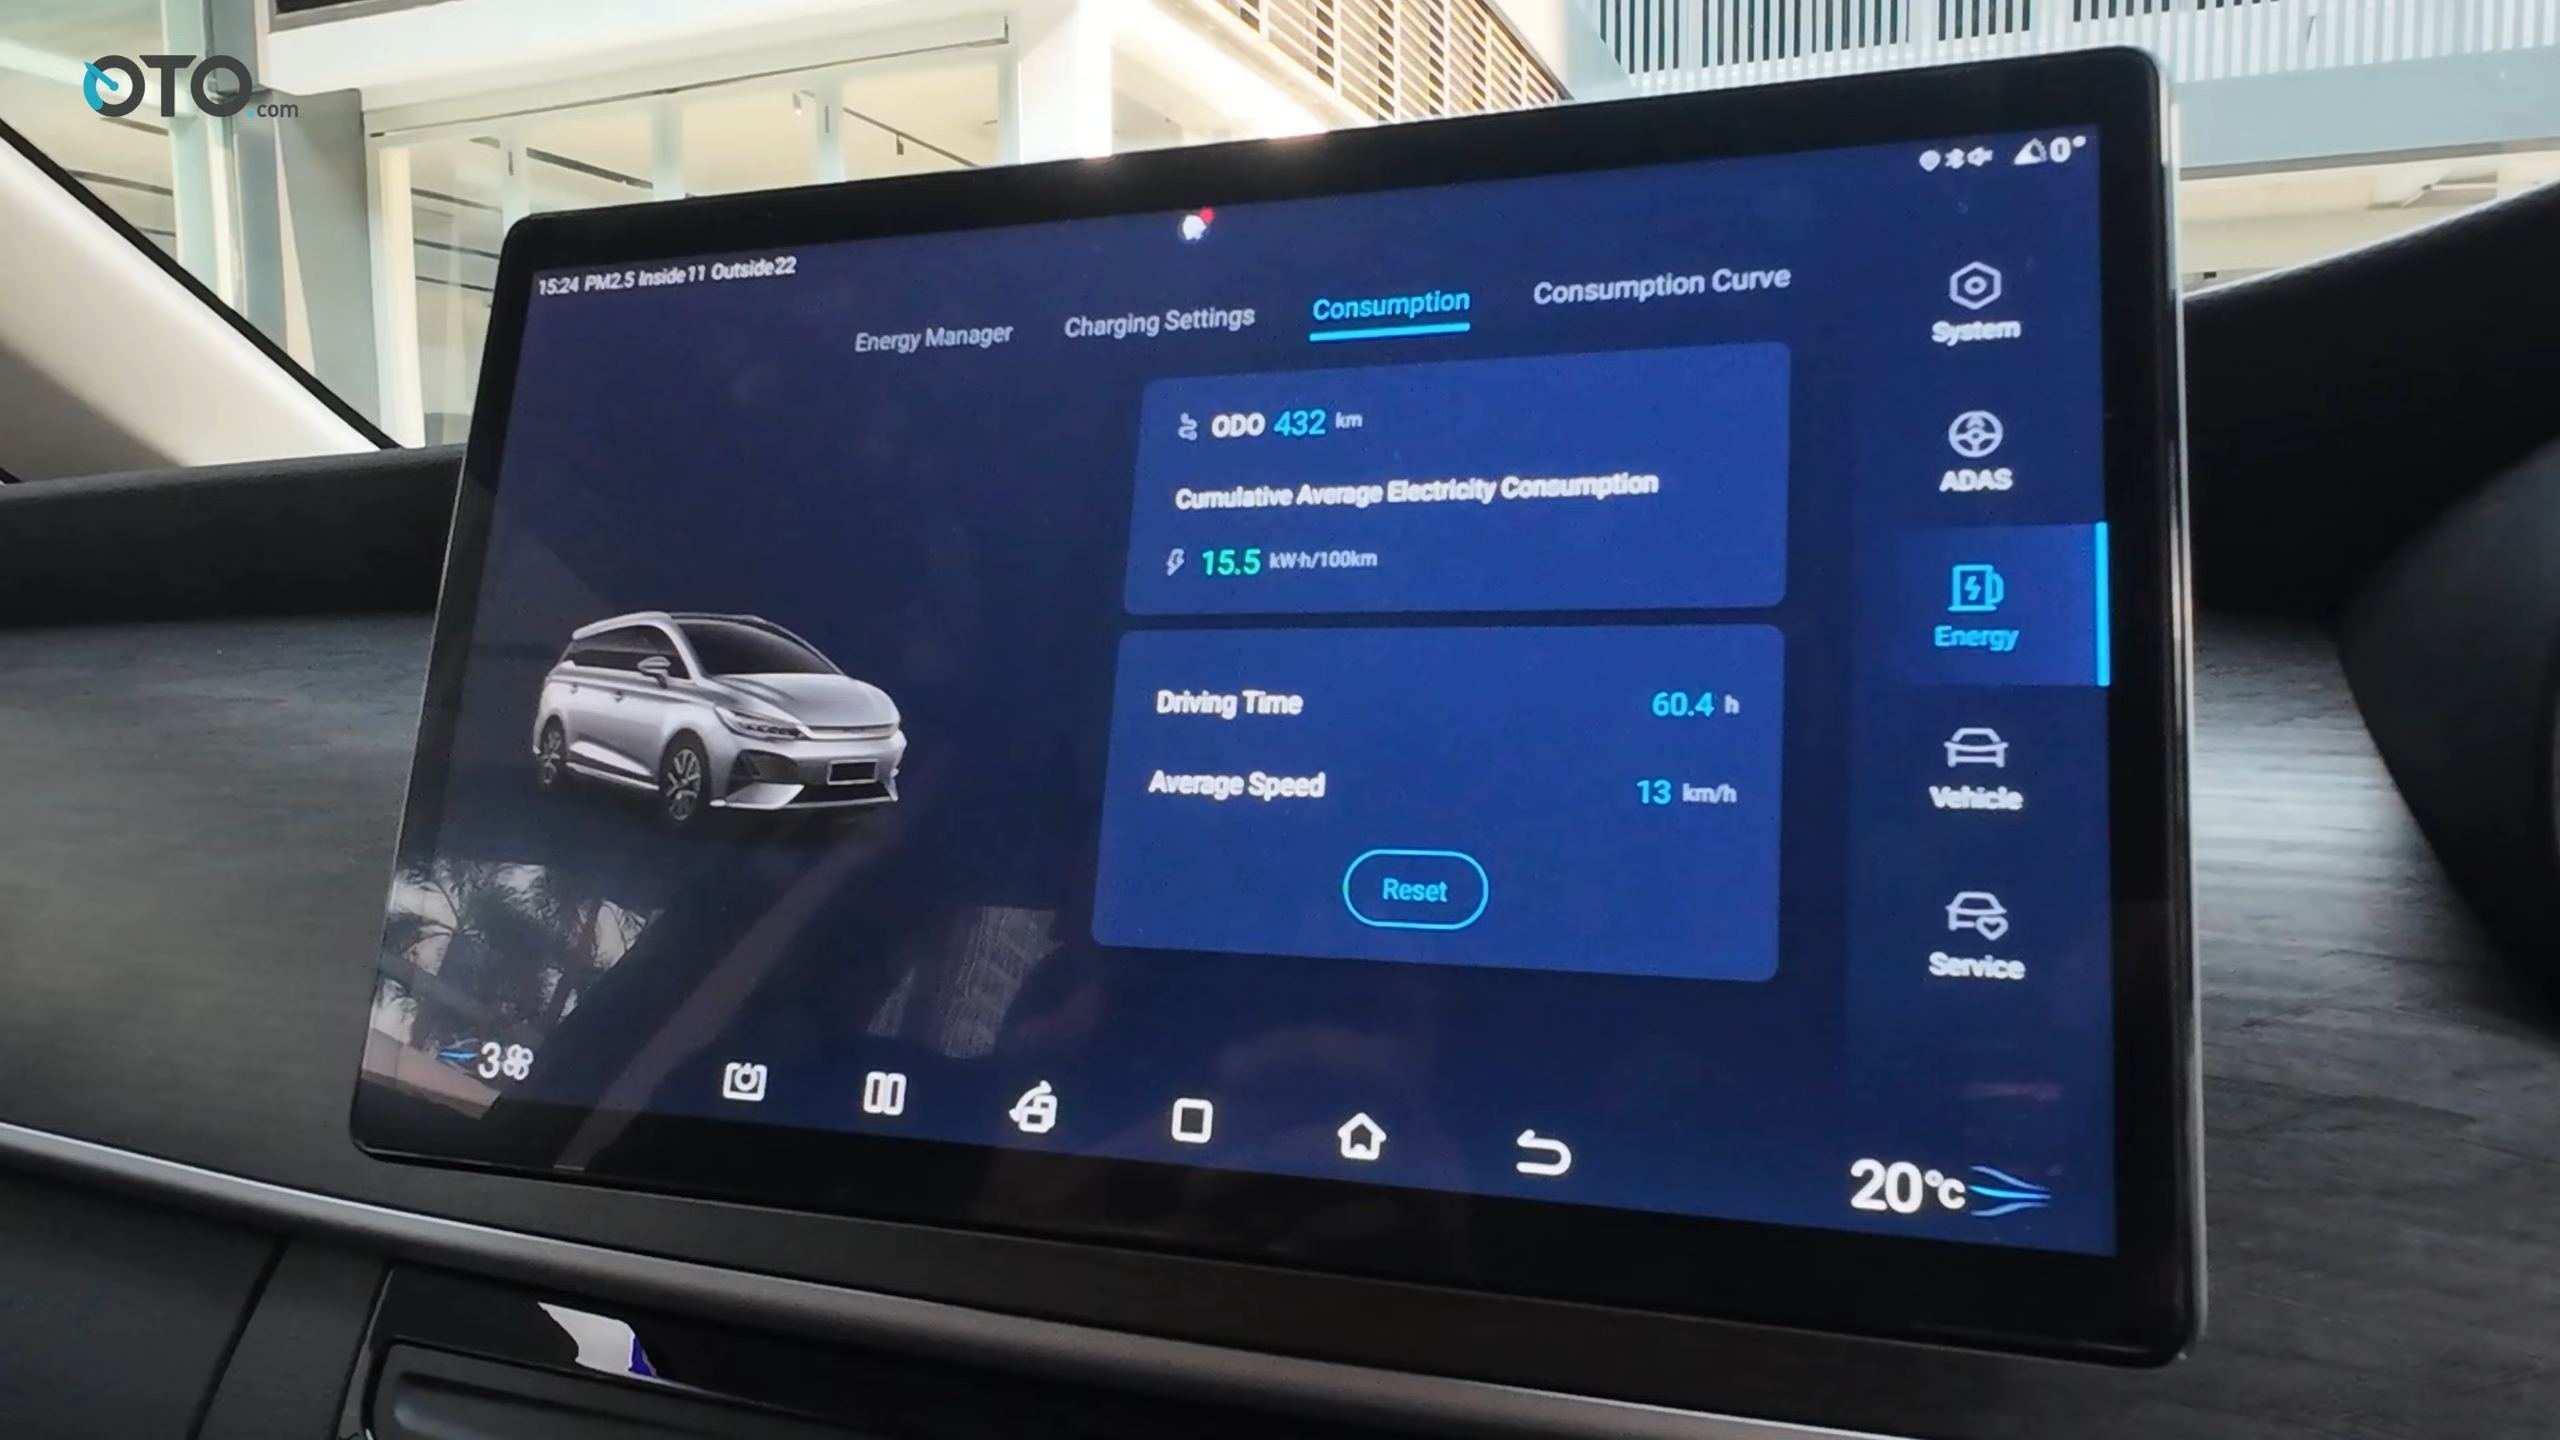 OTO.com
0°
15:24 PM2.5 Inside11 Outside22
Energy Manager
Charging Settings
Consumption
Consumption Curve
System
ODO 432 km
Cumulative Average Electricity Consumption
15.5 kW·h/100km
ADAS
Energy
Driving Time 60.4 h
Average Speed 13 km/h
Vehicle
Reset
Service
3
20°C